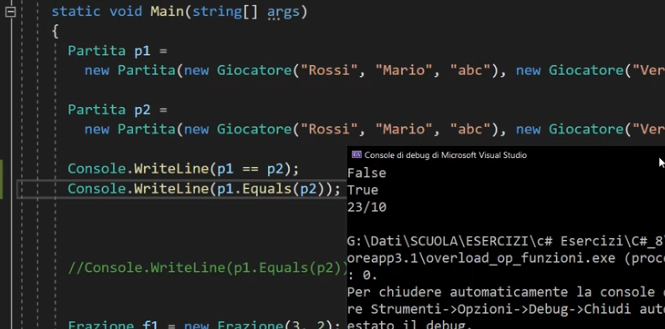 static void Main(string[] args)
{
Partita p1 =
new Partita(new Giocatore("Rossi", "Mario", "abc"), new Giocatore("Ver
Partita p2 =
new Partita(new Giocatore("Rossi", "Mario", "abc"), new Giocatore("Ver
Console.WriteLine(p1 == p2);
Console.WriteLine(p1.Equals(p2));
//Console.WriteLine(p1.Equals(p2))
Frazione f1 = new Frazione(3, 2);
Console di debug di Microsoft Visual Studio
False
True
23/10
G:\Dati\SCUOLA\ESERCIZI\c# Esercizi\C#_8
oreapp3.1\overload_op_funzioni.exe (proc
: 0.
Per chiudere automaticamente la console
re Strumenti->Opzioni->Debug->Chiudi aut
estato il debug.